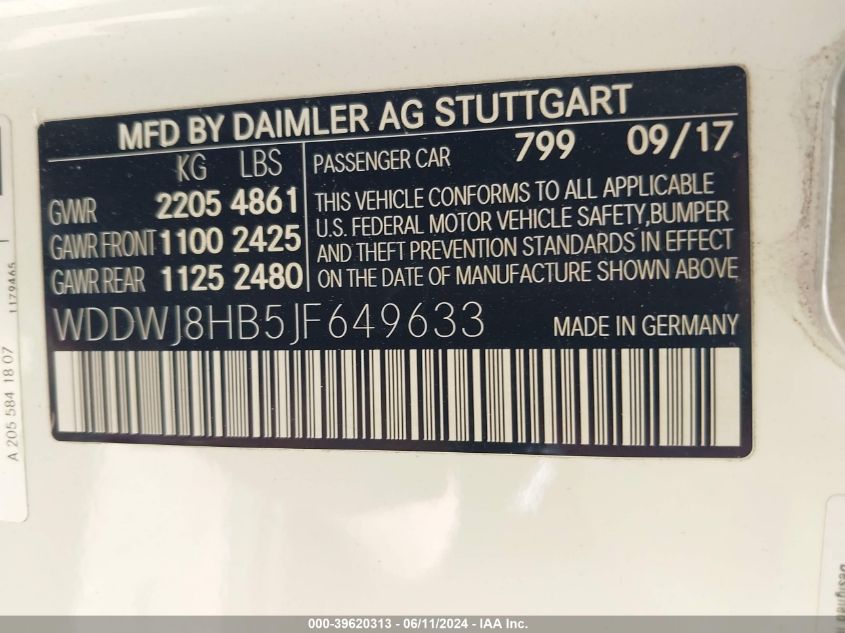 MFD BY DAIMLER AG STUTTGART
KG LBS
PASSENGER CAR 799 09/17
GVWR 2205 4861
GAWR FRONT 1100 2425
GAWR REAR 1125 2480
THIS VEHICLE CONFORMS TO ALL APPLICABLE
U.S. FEDERAL MOTOR VEHICLE SAFETY,BUMPER
AND THEFT PREVENTION STANDARDS IN EFFECT
ON THE DATE OF MANUFACTURE SHOWN ABOVE
WDDWJ8HB5JF649633 MADE IN GERMANY
A 205 584 18 07
1179465
Designed
000-39620313 - 06/11/2024 - IAA Inc.